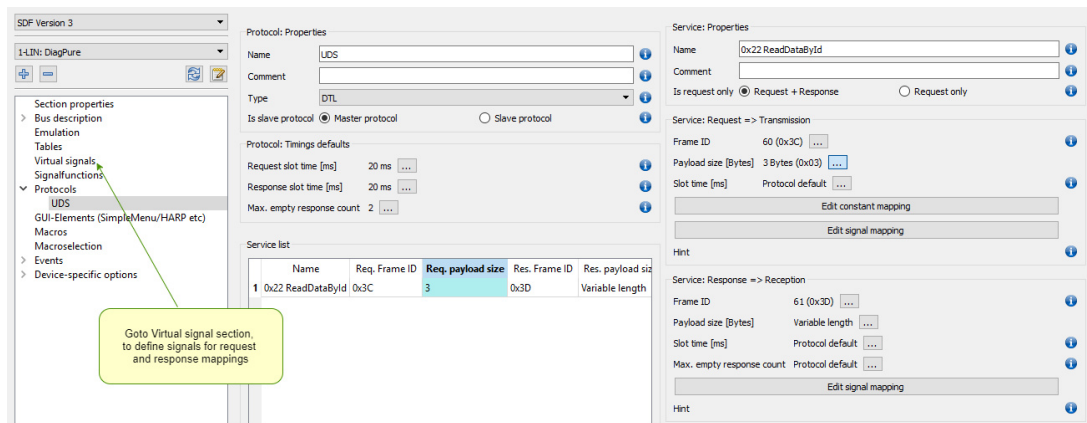 SDF Version 3
1-LIN: DiagPure
Section properties
Bus description
Emulation
Tables
Virtual signals
Signalfunctions
Protocols
UDS
GUI-Elements (SimpleMenu/HARP etc)
Macros
Macroselection
Events
Device-specific options
Goto Virtual signal section,
to define signals for request
and response mappings
Protocol: Properties
Name UDS
Comment
Type DTL
Is slave protocol Master protocol Slave protocol
Protocol: Timings defaults
Request slot time [ms] 20 ms ...
Response slot time [ms] 20 ms ...
Max. empty response count 2 ...
Service list
Name Req. Frame ID Req. payload size Res. Frame ID Res. payload siz
1 0x22 ReadDataById 0x3C 3 0x3D Variable length
Service: Properties
Name 0x22 ReadDataById
Comment
Is request only Request + Response Request only
Service: Request => Transmission
Frame ID 60 (0x3C) ...
Payload size [Bytes] 3 Bytes (0x03) ...
Slot time [ms] Protocol default ...
Edit constant mapping
Edit signal mapping
Hint
Service: Response => Reception
Frame ID 61 (0x3D) ...
Payload size [Bytes] Variable length ...
Slot time [ms] Protocol default ...
Max. empty response count Protocol default ...
Edit signal mapping
Hint